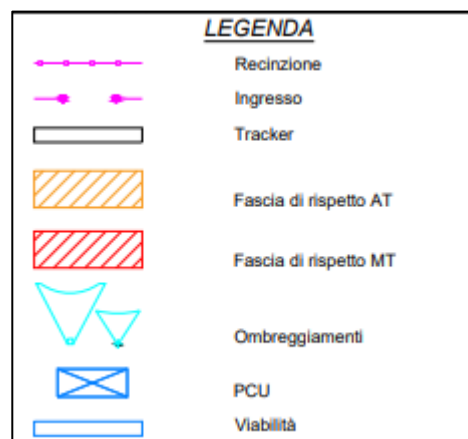 LEGENDA
Recinzione
Ingresso
Tracker
Fascia di rispetto AT
Fascia di rispetto MT
Ombreggiamenti
PCU
Viabilità